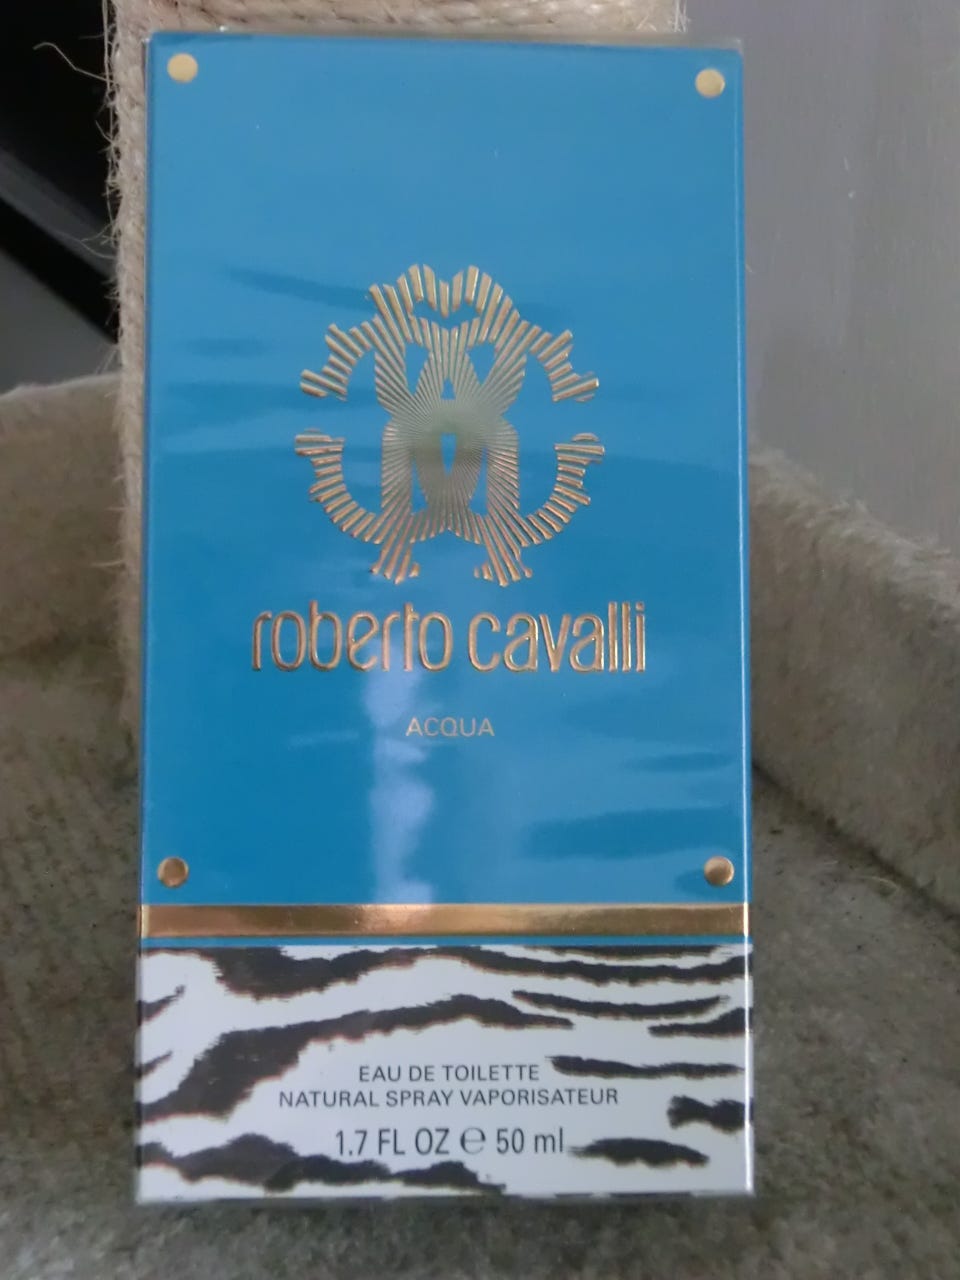 roberto cavalli
ACQUA
EAU DE TOILETTE
NATURAL SPRAY VAPORISATEUR
1.7 FL OZ ℮ 50 ml